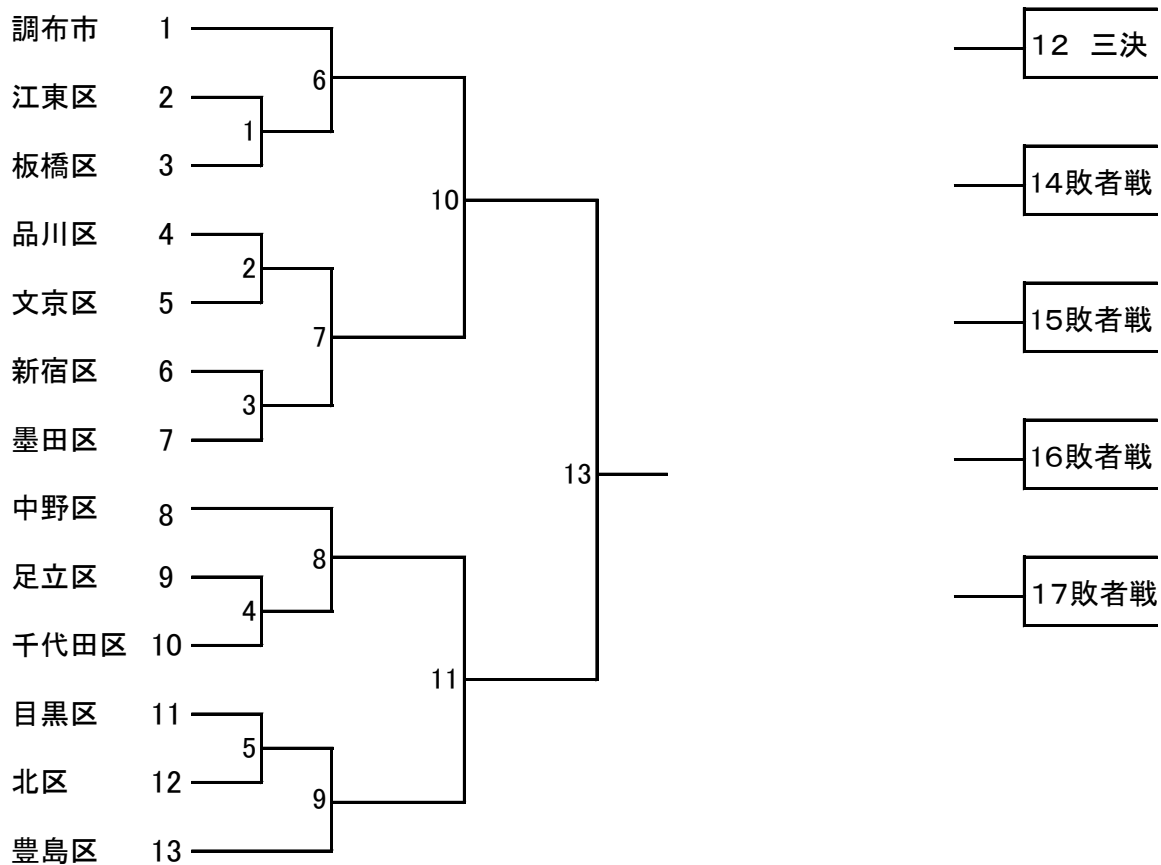 調布市 1
6
江東区 2
1
板橋区 3
10
品川区 4
2
文京区 5
7
新宿区 6
3
墨田区 7
13
中野区 8
8
足立区 9
4
千代田区 10
11
目黒区 11
5
北区 12
9
豊島区 13
12 三決
14敗者戦
15敗者戦
16敗者戦
17敗者戦